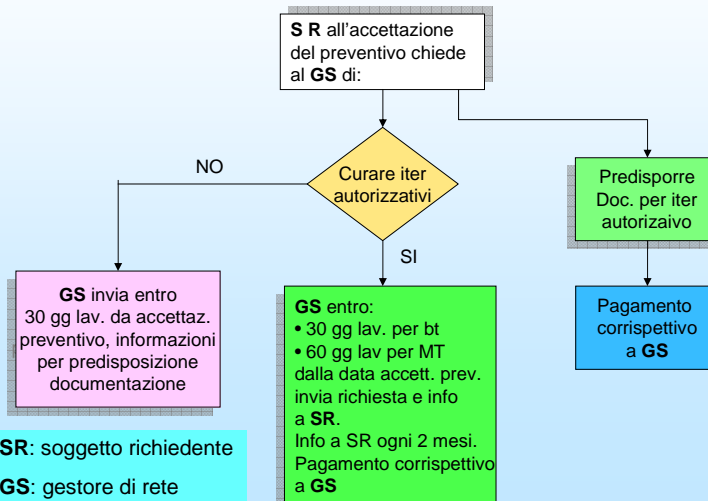 S R all'accettazione
del preventivo chiede
al GS di:
NO
Curare iter
autorizzativi
Predisporre
Doc. per iter
autorizaivo
SI
GS invia entro
30 gg lav. da accettaz.
preventivo, informazioni
per predisposizione
documentazione
GS entro:
• 30 gg lav. per bt
• 60 gg lav per MT
dalla data accett. prev.
invia richiesta e info
a SR.
Info a SR ogni 2 mesi.
Pagamento corrispettivo
a GS
Pagamento
corrispettivo
a GS
SR: soggetto richiedente
GS: gestore di rete